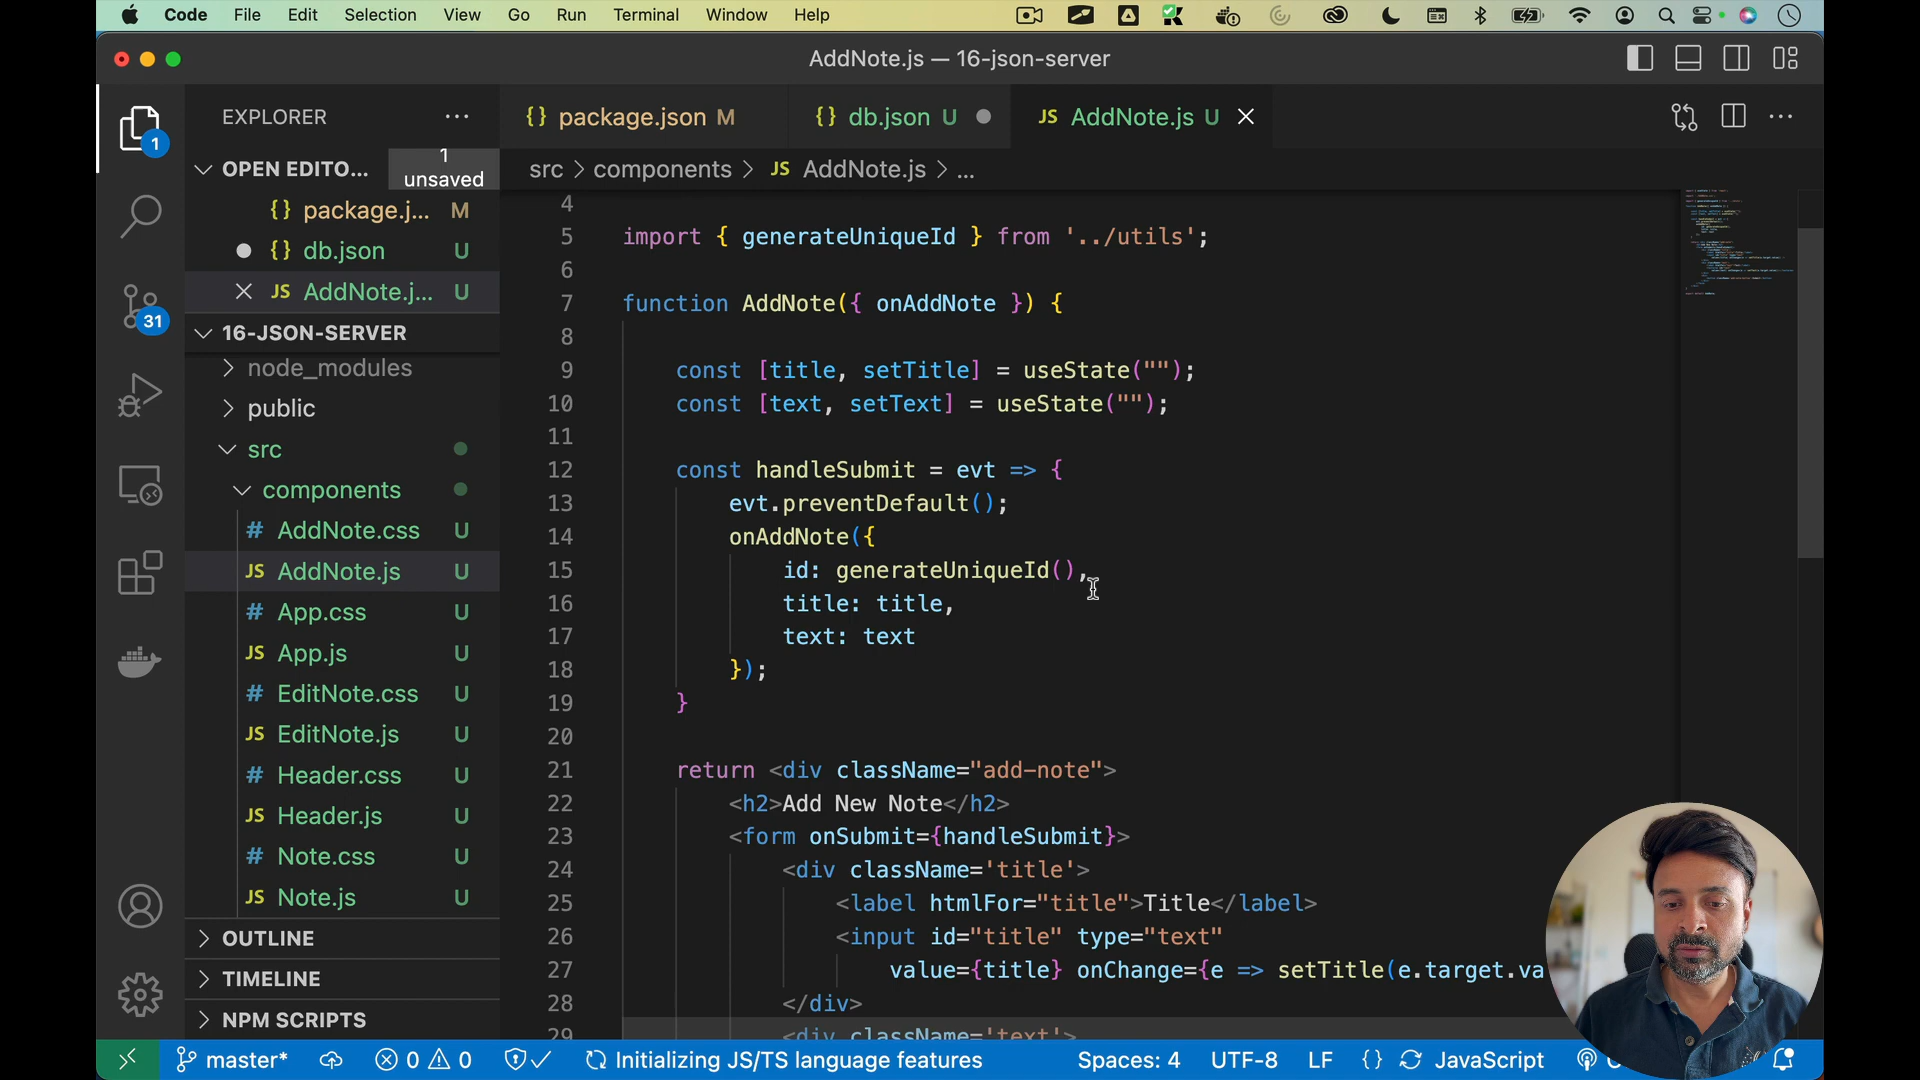 Code File Edit Selection View Go Run Terminal Window Help
AddNote.js — 16-json-server
EXPLORER
{} package.json M
{} db.json U
JS AddNote.js U
OPEN EDITO...
1 unsaved
src > components > JS AddNote.js > ...
{} package.j... M
{} db.json U
JS AddNote.j... U
16-JSON-SERVER
node_modules
public
src
components
# AddNote.css U
JS AddNote.js U
# App.css U
JS App.js U
# EditNote.css U
JS EditNote.js U
# Header.css U
JS Header.js U
# Note.css U
JS Note.js U
OUTLINE
TIMELINE
NPM SCRIPTS
1
31
4
5 import { generateUniqueId } from '../utils';
6
7 function AddNote({ onAddNote }) {
8
9 const [title, setTitle] = useState("");
10 const [text, setText] = useState("");
11
12 const handleSubmit = evt => {
13 evt.preventDefault();
14 onAddNote({
15 id: generateUniqueId(),
16 title: title,
17 text: text
18 });
19 }
20
21 return <div className="add-note">
22 <h2>Add New Note</h2>
23 <form onSubmit={handleSubmit}>
24 <div className='title'>
25 <label htmlFor="title">Title</label>
26 <input id="title" type="text"
27 value={title} onChange={e => setTitle(e.target.va
28 </div>
29 <div className='text'>
master* 0 0 Initializing JS/TS language features Spaces: 4 UTF-8 LF {} JavaScript